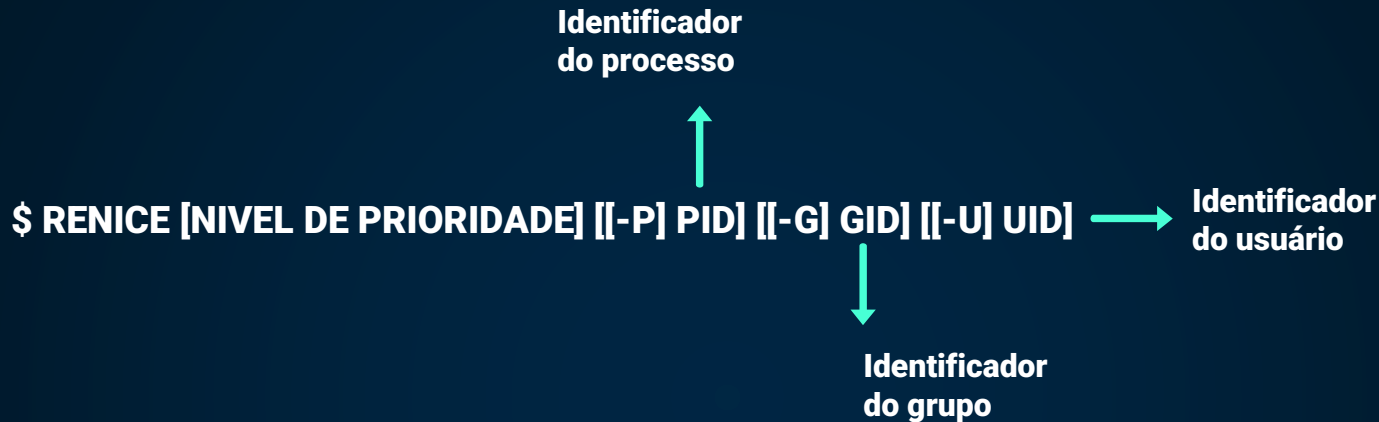 Identificador
do processo
$ RENICE [NIVEL DE PRIORIDADE] [[-P] PID] [[-G] GID] [[-U] UID]
Identificador
do usuário
Identificador
do grupo